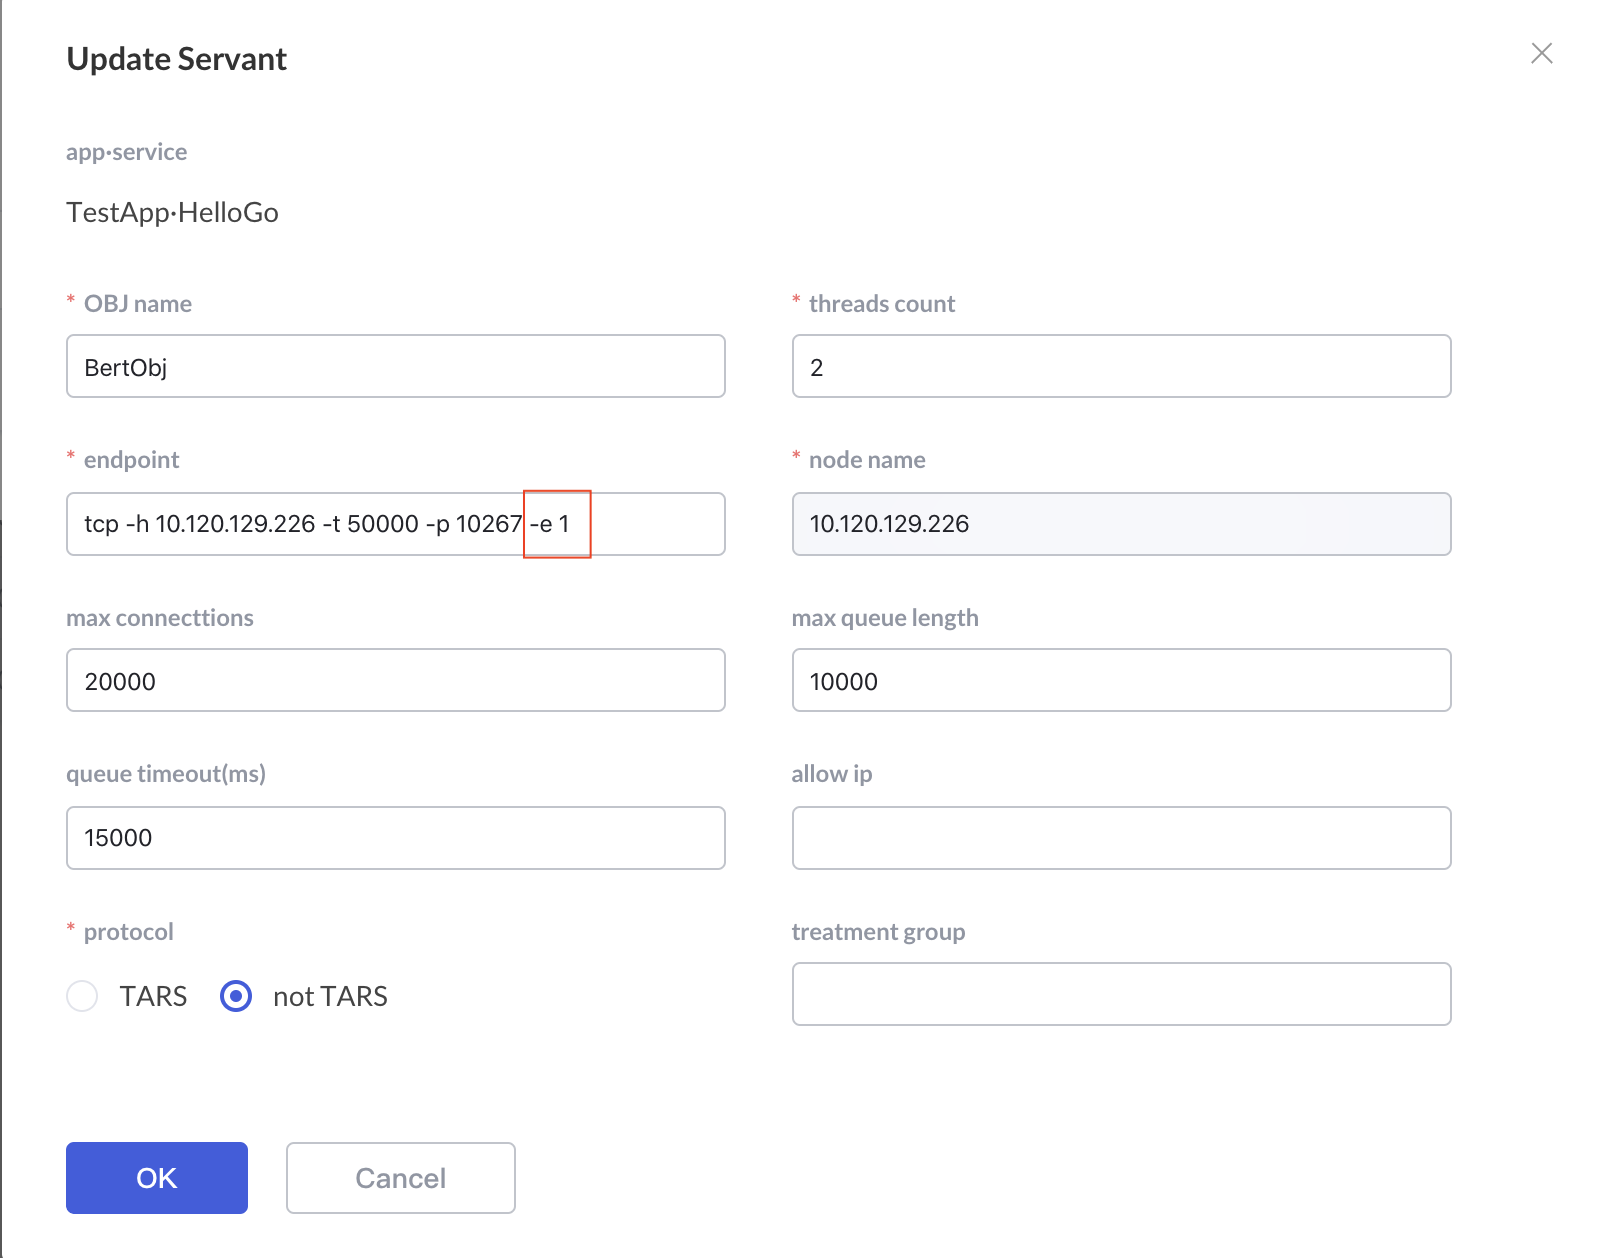 Update Servant
app·service
TestApp·HelloGo
* OBJ name
BertObj
* threads count
2
* endpoint
tcp -h 10.120.129.226 -t 50000 -p 10267 -e 1
* node name
10.120.129.226
max connecttions
20000
max queue length
10000
queue timeout(ms)
15000
allow ip
* protocol
TARS
not TARS
treatment group
OK
Cancel